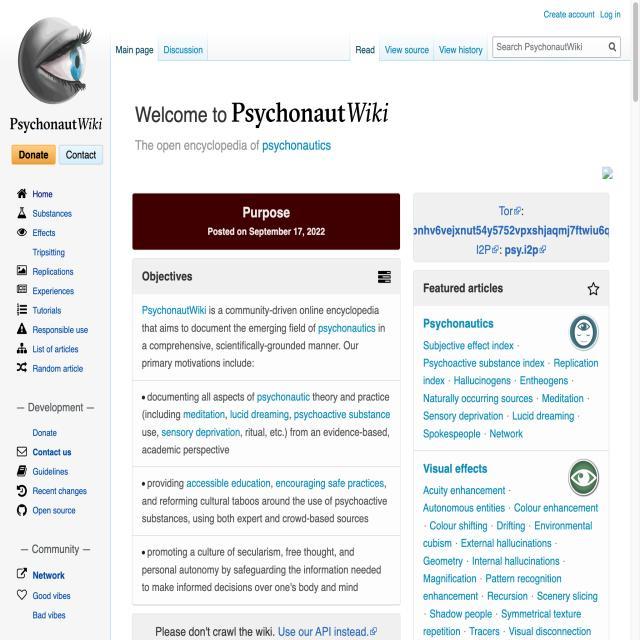 Create account Log in
Main page Discussion Read View source View history Search PsychonautWiki
PsychonautWiki
Donate Contact
Home
Substances
Effects
Tripsitting
Replications
Experiences
Tutorials
Responsible use
List of articles
Random article
— Development —
Donate
Contact us
Guidelines
Recent changes
Open source
— Community —
Network
Good vibes
Bad vibes
Welcome to PsychonautWiki
The open encyclopedia of psychonautics
Purpose
Posted on September 17, 2022
Objectives
PsychonautWiki is a community-driven online encyclopedia
that aims to document the emerging field of psychonautics in
a comprehensive, scientifically-grounded manner. Our
primary motivations include:
• documenting all aspects of psychonautic theory and practice
(including meditation, lucid dreaming, psychoactive substance
use, sensory deprivation, ritual, etc.) from an evidence-based,
academic perspective
• providing accessible education, encouraging safe practices,
and reforming cultural taboos around the use of psychoactive
substances, using both expert and crowd-based sources
• promoting a culture of secularism, free thought, and
personal autonomy by safeguarding the information needed
to make informed decisions over one's body and mind
Please don't crawl the wiki. Use our API instead.
Tor:
I2P: psy.i2p
Featured articles
Psychonautics
Subjective effect index ·
Psychoactive substance index · Replication
index · Hallucinogens · Entheogens ·
Naturally occurring sources · Meditation ·
Sensory deprivation · Lucid dreaming ·
Spokespeople · Network
Visual effects
Acuity enhancement ·
Autonomous entities · Colour enhancement
· Colour shifting · Drifting · Environmental
cubism · External hallucinations ·
Geometry · Internal hallucinations ·
Magnification · Pattern recognition
enhancement · Recursion · Scenery slicing
· Shadow people · Symmetrical texture
repetition · Tracers · Visual disconnection